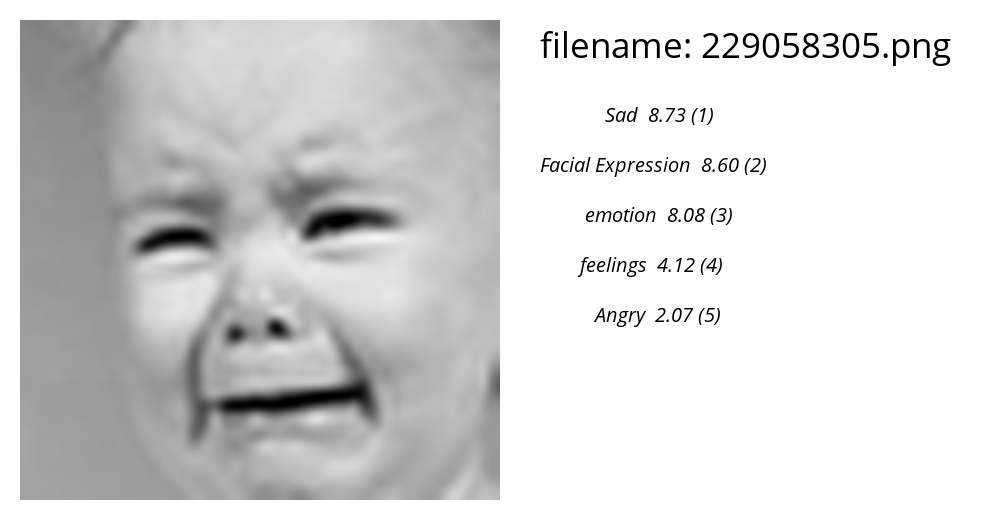 filename: 229058305.png
Sad 8.73 (1)
Facial Expression 8.60 (2)
emotion 8.08 (3)
feelings 4.12 (4)
Angry 2.07 (5)